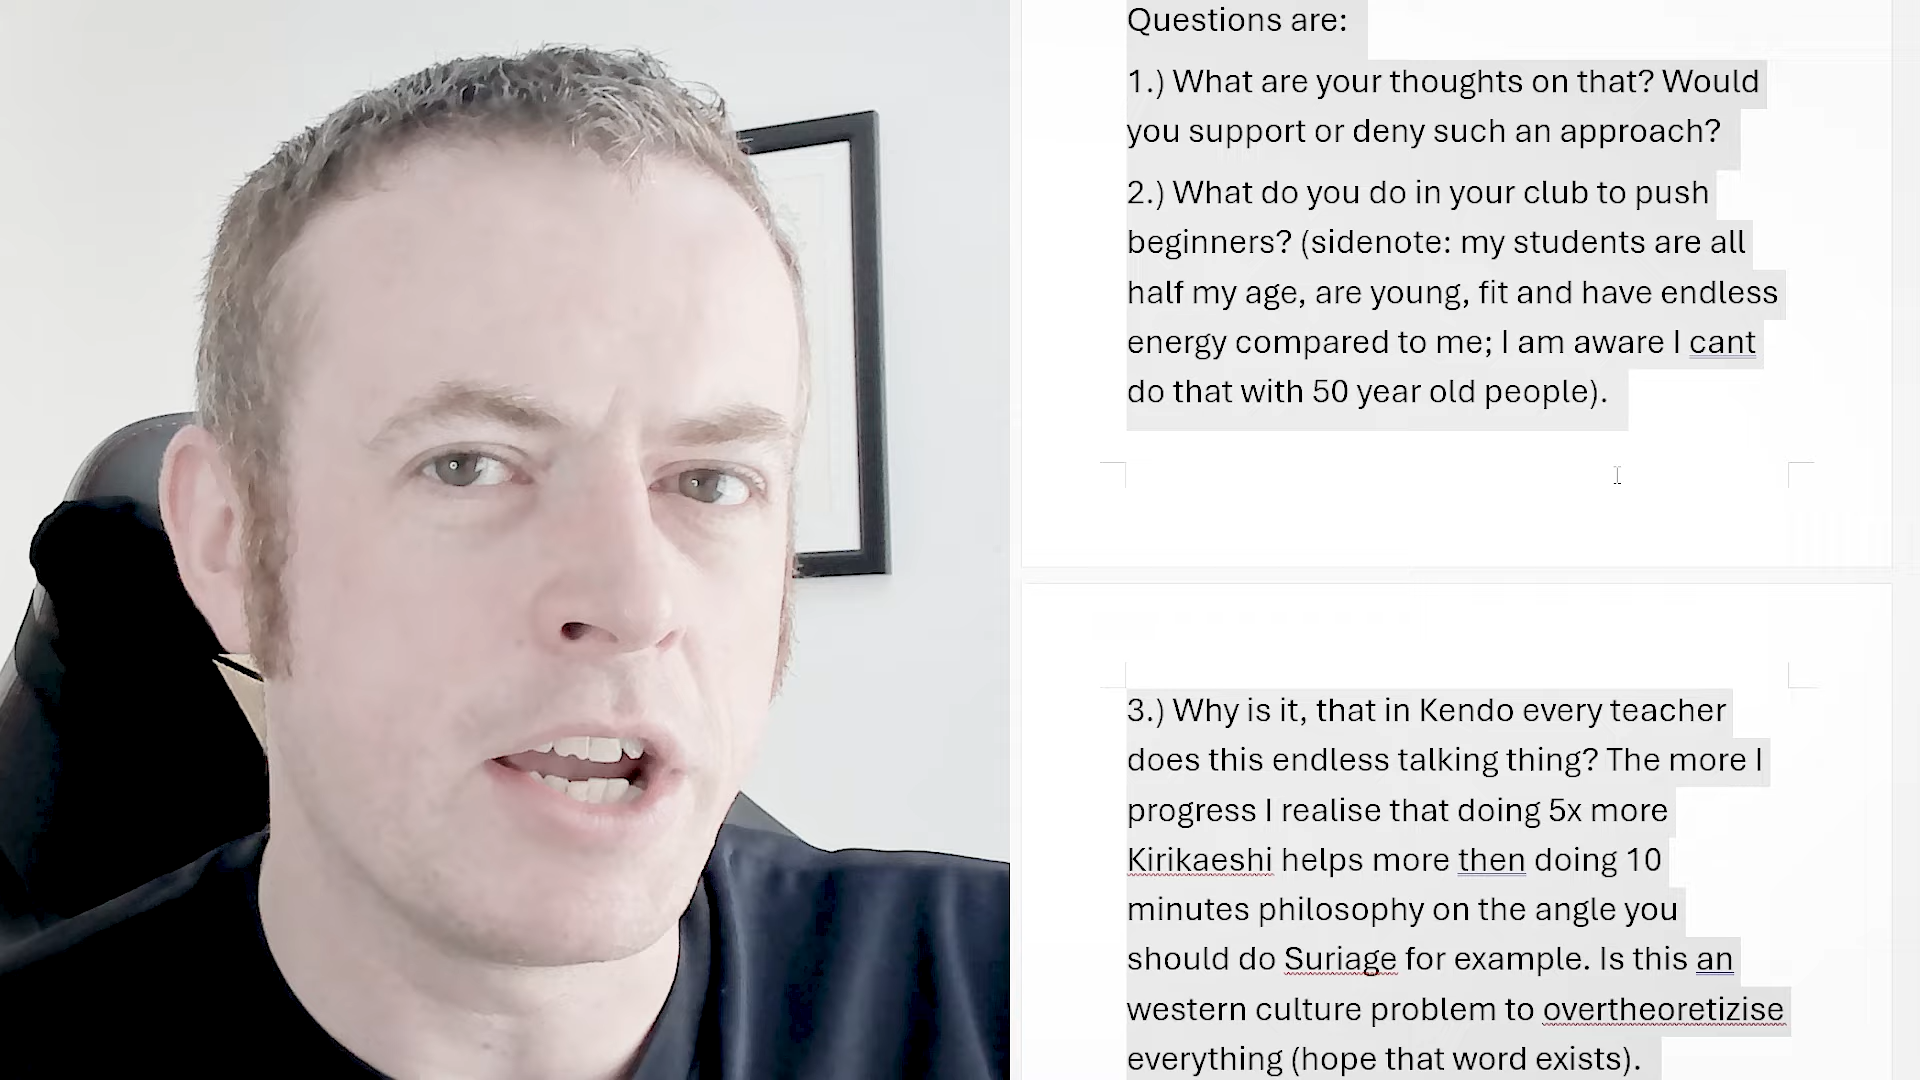 Questions are:
1.) What are your thoughts on that? Would
you support or deny such an approach?
2.) What do you do in your club to push
beginners? (sidenote: my students are all
half my age, are young, fit and have endless
energy compared to me; I am aware I cant
do that with 50 year old people).
3.) Why is it, that in Kendo every teacher
does this endless talking thing? The more I
progress I realise that doing 5x more
Kirikaeshi helps more then doing 10
minutes philosophy on the angle you
should do Suriage for example. Is this an
western culture problem to overtheoretizise
everything (hope that word exists).